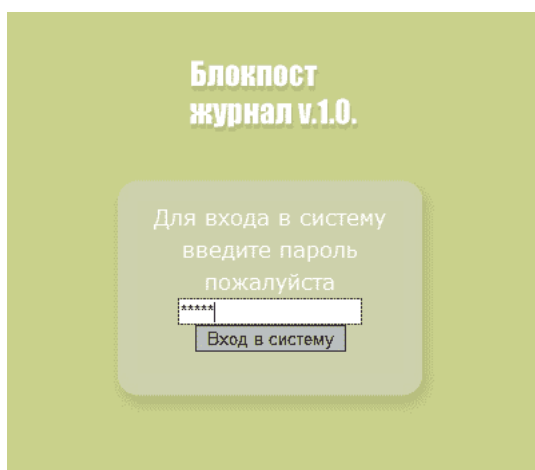 Блокпост
журнал v.1.0.
Для входа в систему
введите пароль
пожалуйста
*****
Вход в систему